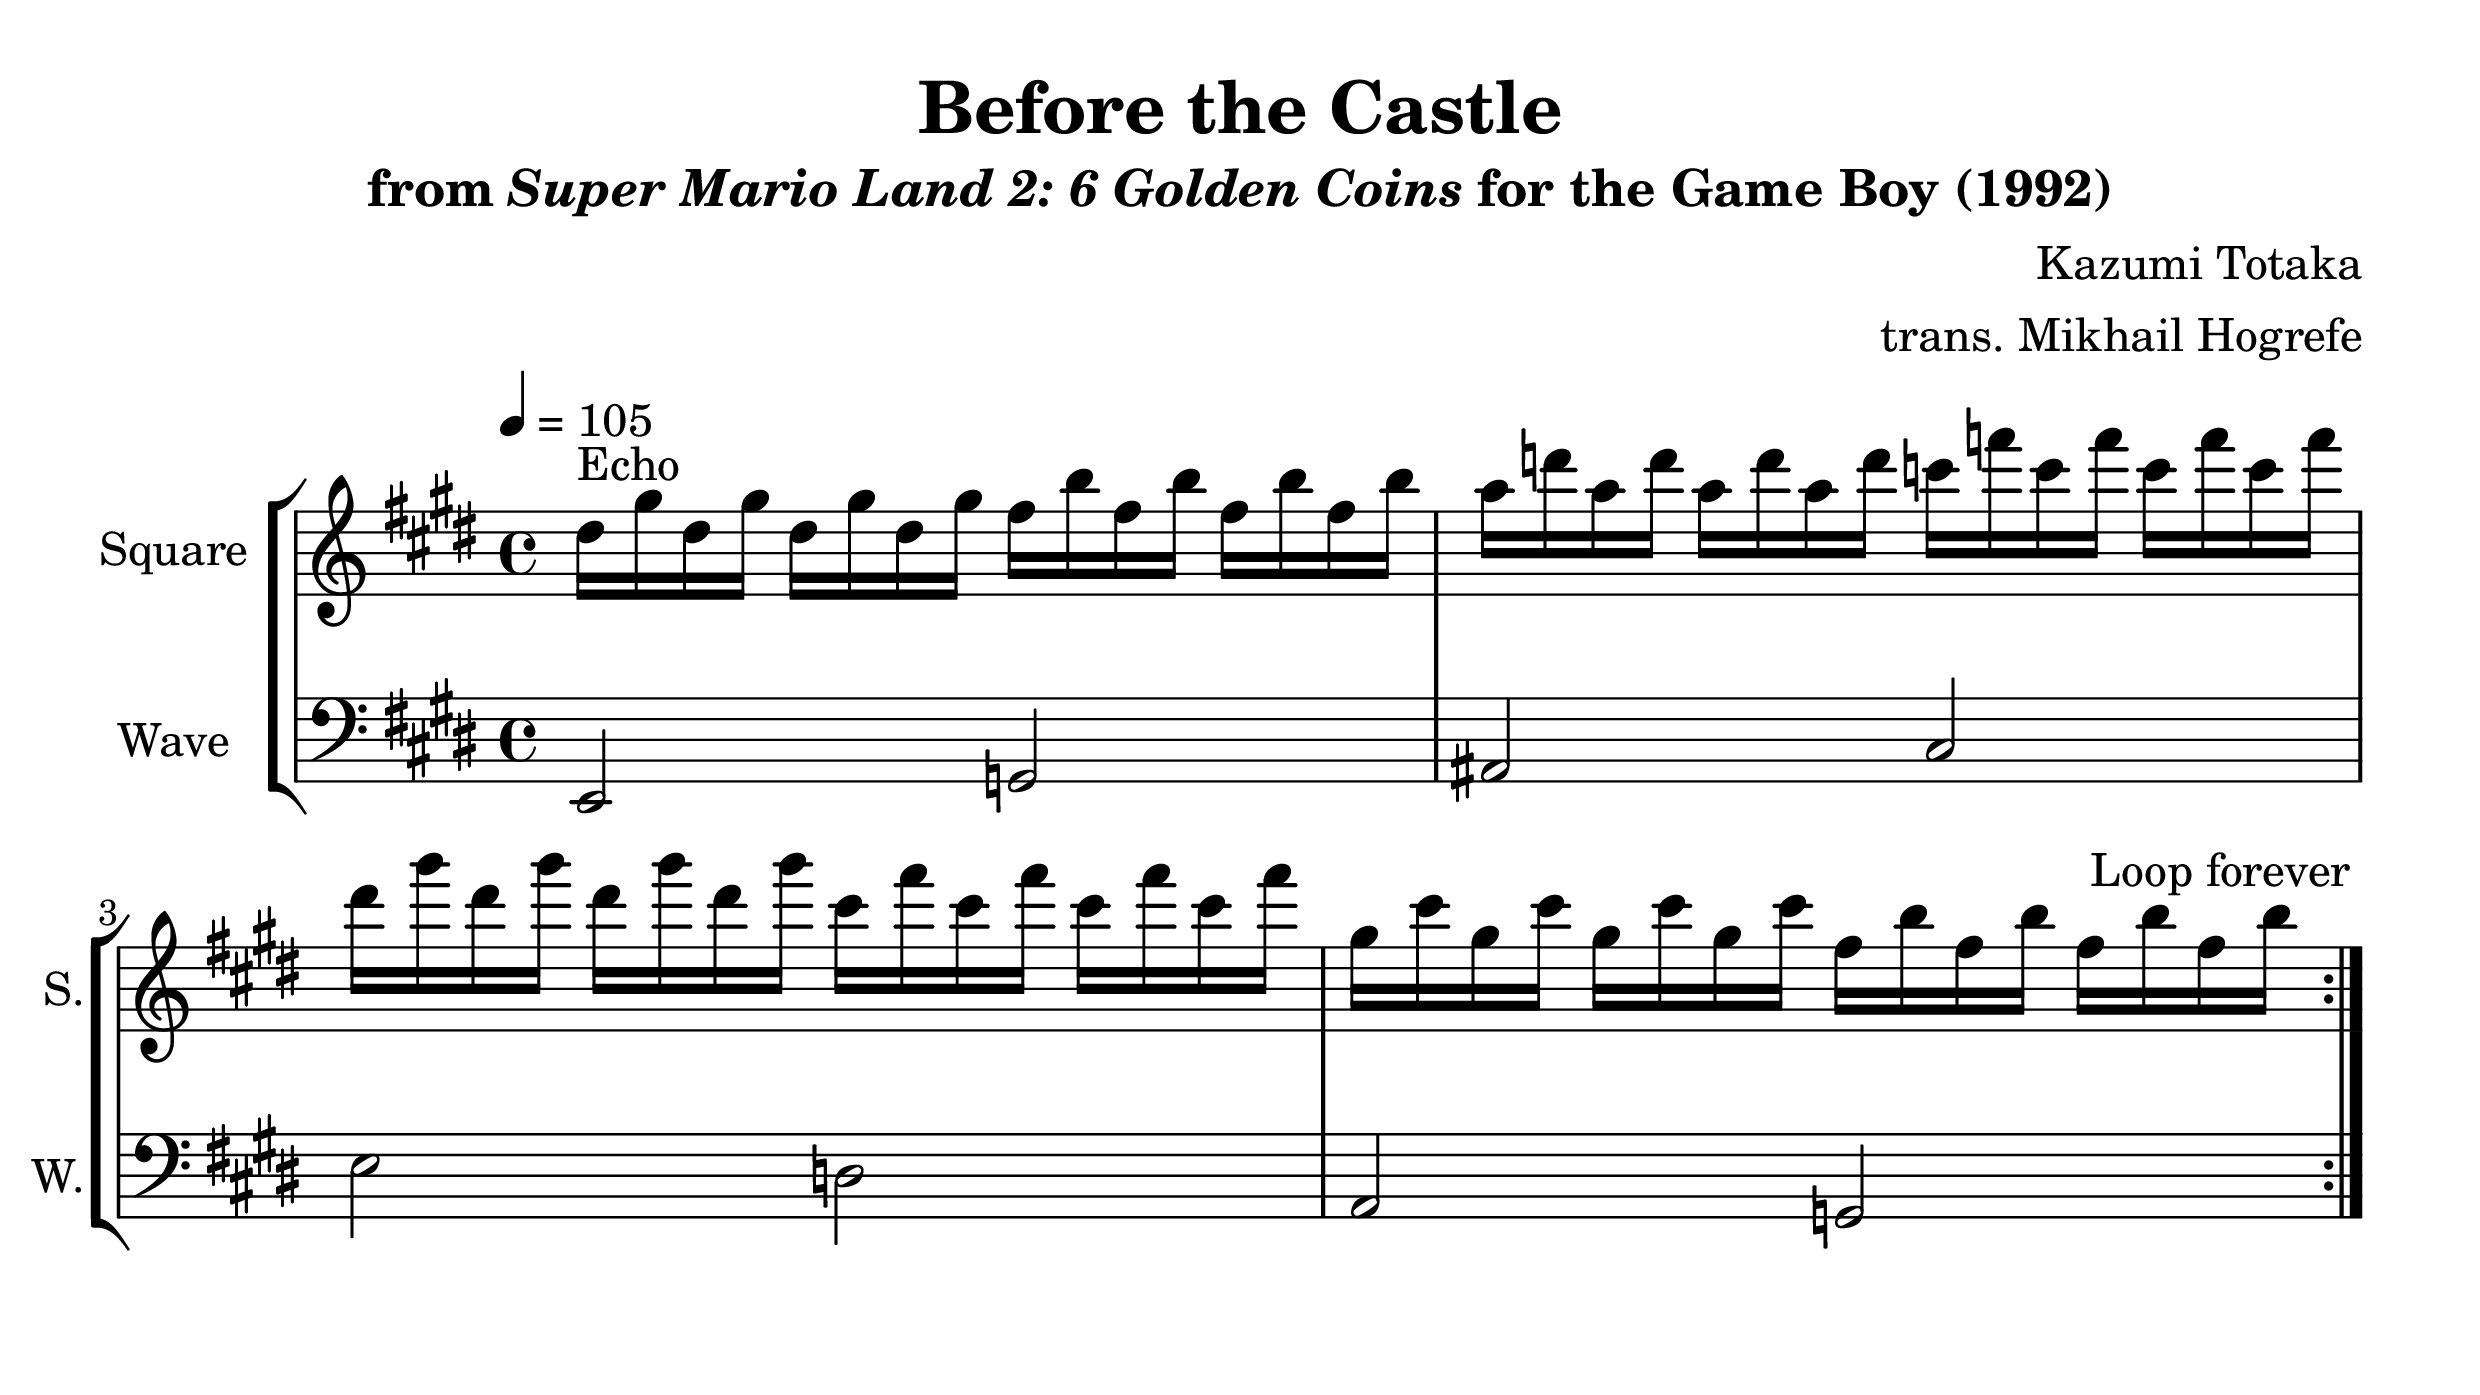 Before the Castle
from Super Mario Land 2: 6 Golden Coins for the Game Boy (1992)
Kazumi Totaka
trans. Mikhail Hogrefe
= 105
Echo
Square
Wave
Loop forever
3
S.
W.